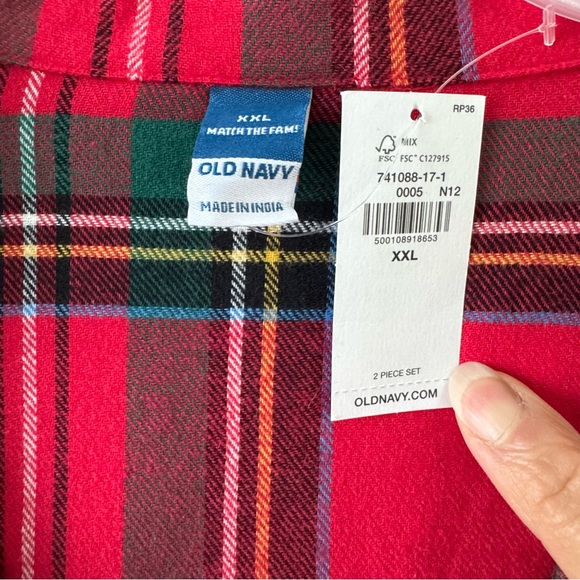 XXL
MATCH THE FAM!
OLD NAVY
MADE IN INDIA
RP36
MIX
FSC FSC™ C127915
741088-17-1
0005 N12
500108918653
XXL
2 PIECE SET
OLDNAVY.COM